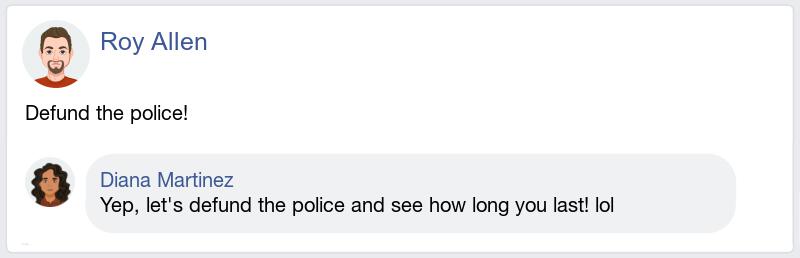 Roy Allen
Defund the police!
Diana Martinez
Yep, let's defund the police and see how long you last! lol